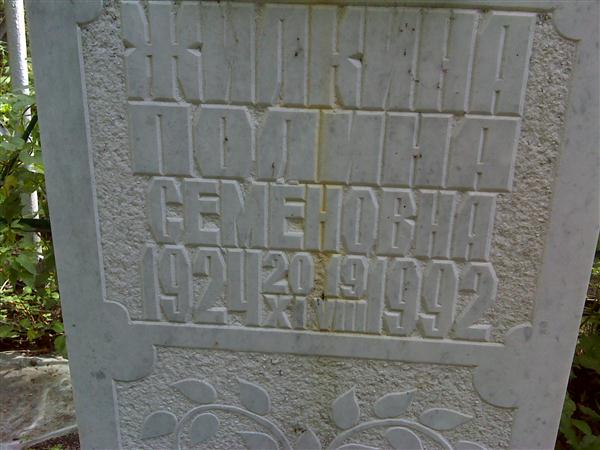 ЖИЛКИНА
ПОЛИНА
СЕМЁНОВНА
1924 20 19 1992
XI VIII